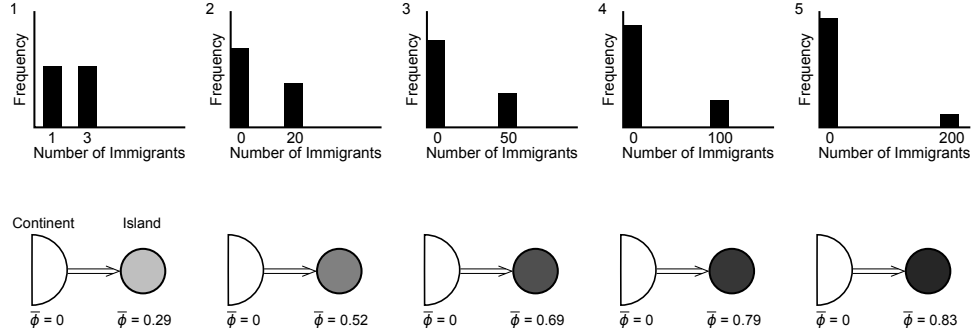 1
Frequency
1 3
Number of Immigrants
2
Frequency
0 20
Number of Immigrants
3
Frequency
0 50
Number of Immigrants
4
Frequency
0 100
Number of Immigrants
5
Frequency
0 200
Number of Immigrants
Continent Island
ϕ̅ = 0 ϕ̅ = 0.29
ϕ̅ = 0 ϕ̅ = 0.52
ϕ̅ = 0 ϕ̅ = 0.69
ϕ̅ = 0 ϕ̅ = 0.79
ϕ̅ = 0 ϕ̅ = 0.83